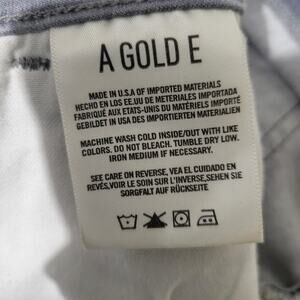 A GOLD E
MADE IN U.S.A OF IMPORTED MATERIALS
HECHO EN LOS EE.UU DE METERIALES IMPORTADA
FABRIQUÉ AUX ETATS-UNIS DU MATÉRIELS IMPORTÉ
GEBILDET IN USA DES IMPORTIERTEN MATERIALEN
MACHINE WASH COLD INSIDE/OUT WITH LIKE
COLORS. DO NOT BLEACH. TUMBLE DRY LOW.
IRON MEDIUM IF NECESSARY.
SEE CARE ON REVERSE, VEA EL CUIDADO EN
REVÉS,VOIR LE SOIN SUR L'INVERSE,SEHEN SIE
SORGFALT AUF RÜCKSEITE